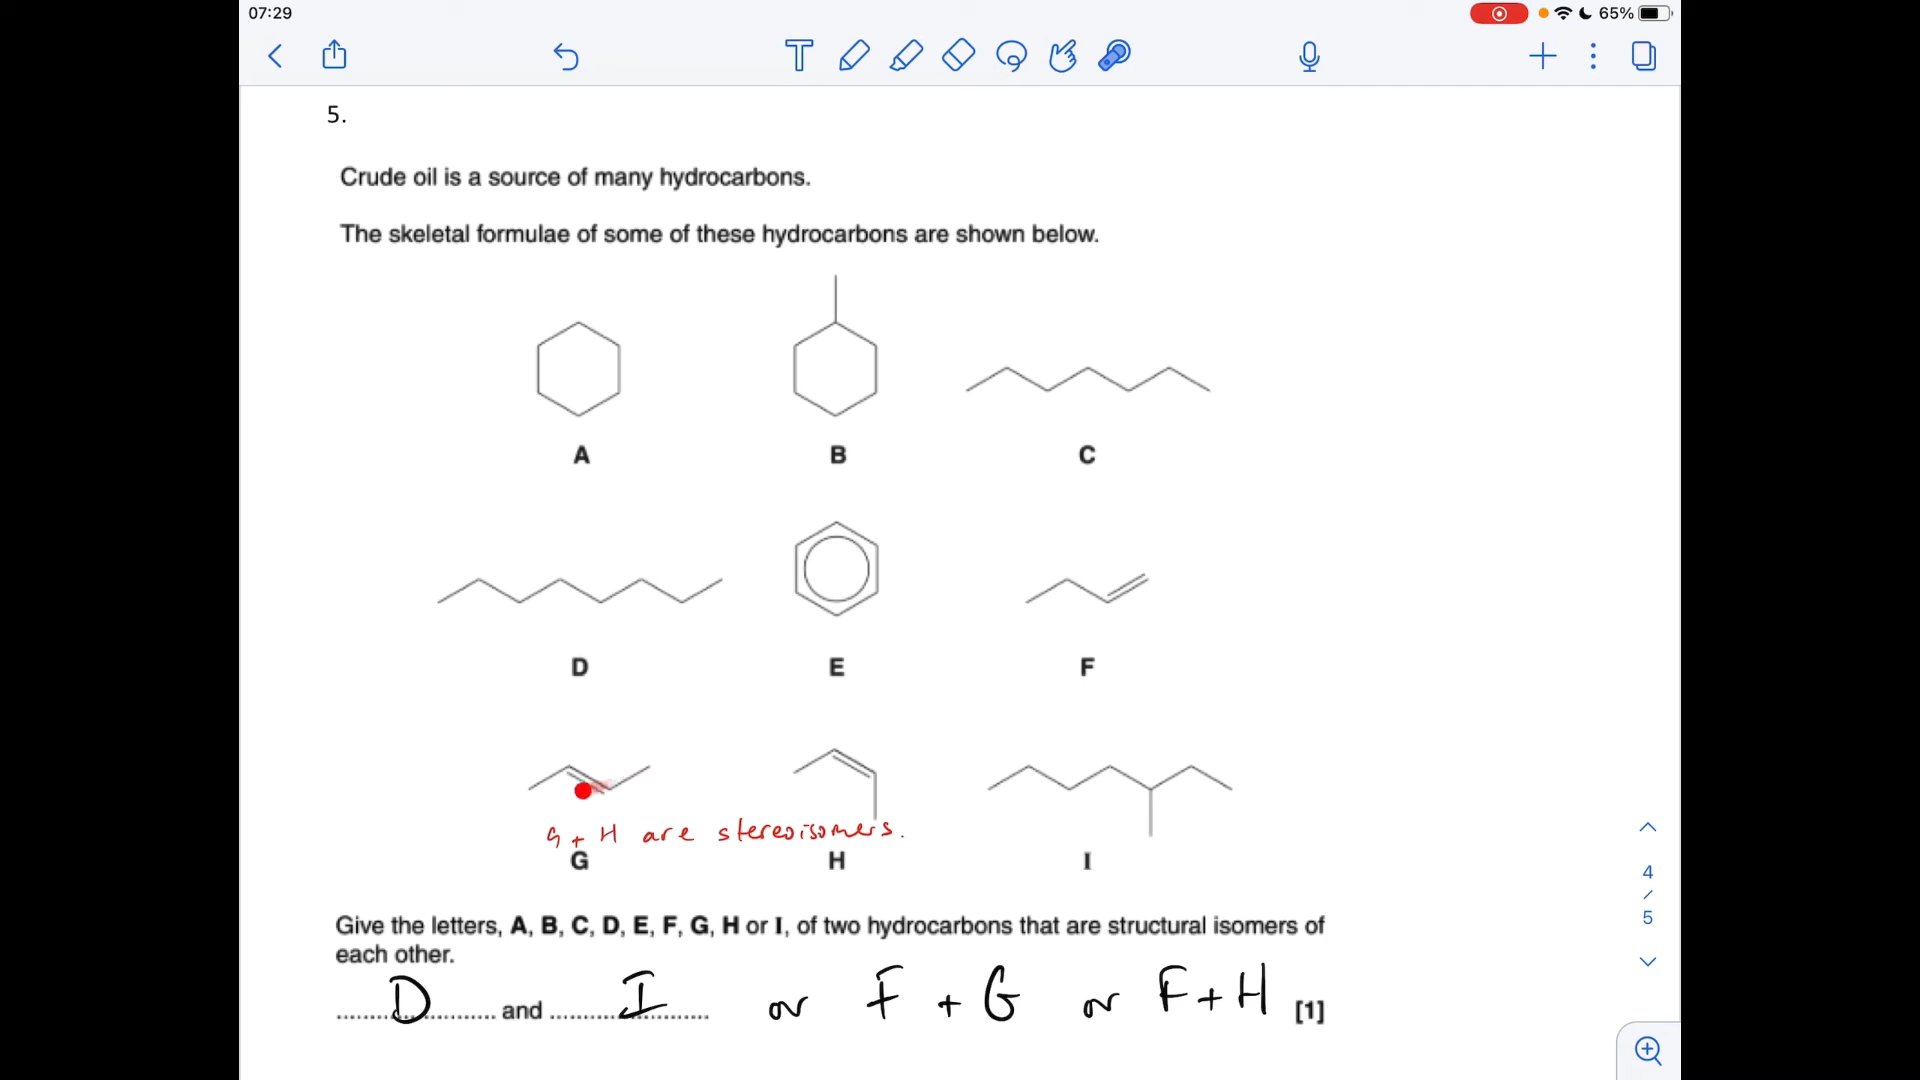 07:29
65%
5.
Crude oil is a source of many hydrocarbons.
The skeletal formulae of some of these hydrocarbons are shown below.
A B C
D E F
G + H are stereoisomers.
G H I
Give the letters, A, B, C, D, E, F, G, H or I, of two hydrocarbons that are structural isomers of
each other.
D and I or F + G or F + H [1]
4
/
5